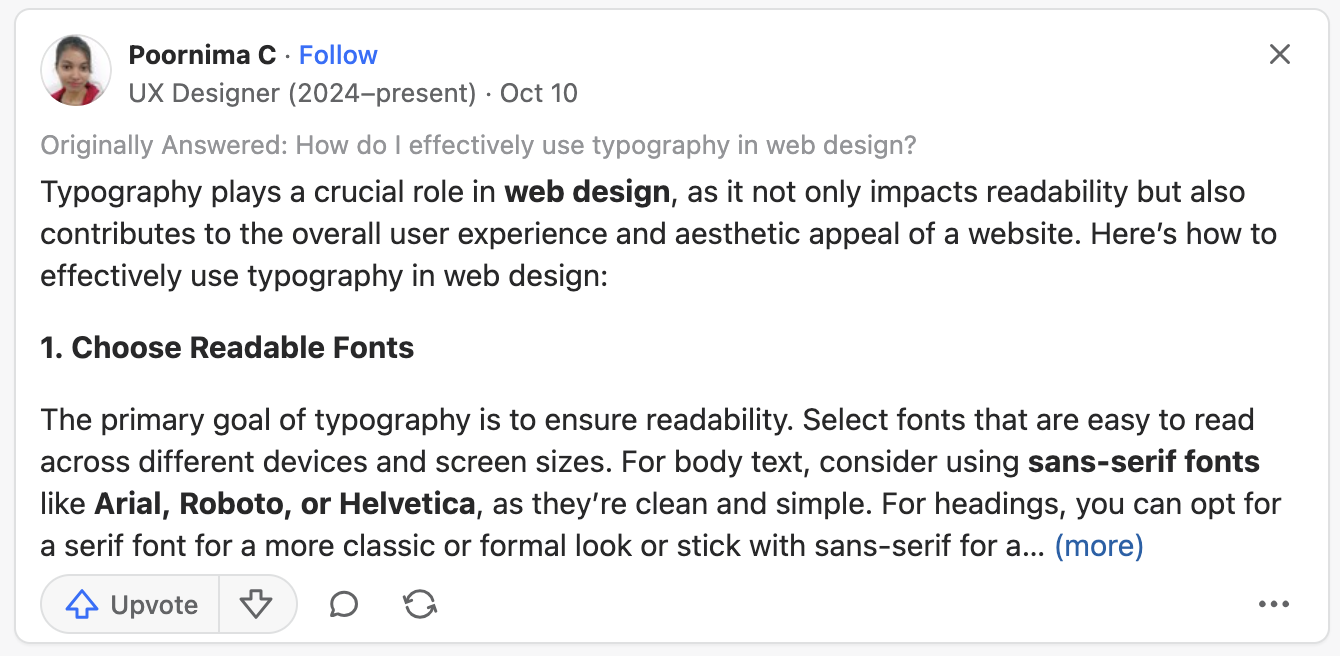 Poornima C · Follow
UX Designer (2024–present) · Oct 10
Originally Answered: How do I effectively use typography in web design?
Typography plays a crucial role in web design, as it not only impacts readability but also
contributes to the overall user experience and aesthetic appeal of a website. Here’s how to
effectively use typography in web design:
1. Choose Readable Fonts
The primary goal of typography is to ensure readability. Select fonts that are easy to read
across different devices and screen sizes. For body text, consider using sans-serif fonts
like Arial, Roboto, or Helvetica, as they’re clean and simple. For headings, you can opt for
a serif font for a more classic or formal look or stick with sans-serif for a... (more)
Upvote